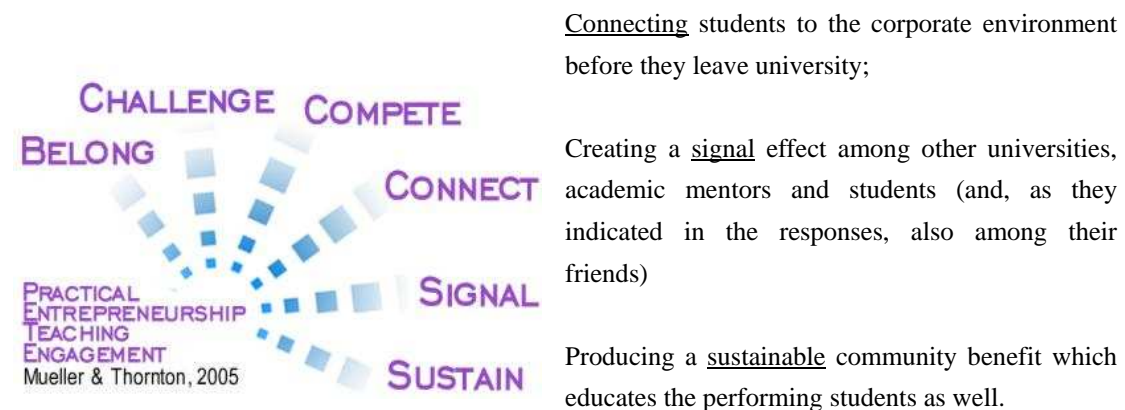 CHALLENGE
COMPETE
BELONG
CONNECT
SIGNAL
SUSTAIN
PRACTICAL
ENTREPRENEURSHIP
TEACHING
ENGAGEMENT
Mueller & Thornton, 2005
Connecting students to the corporate environment
before they leave university;
Creating a signal effect among other universities,
academic mentors and students (and, as they
indicated in the responses, also among their
friends)
Producing a sustainable community benefit which
educates the performing students as well.